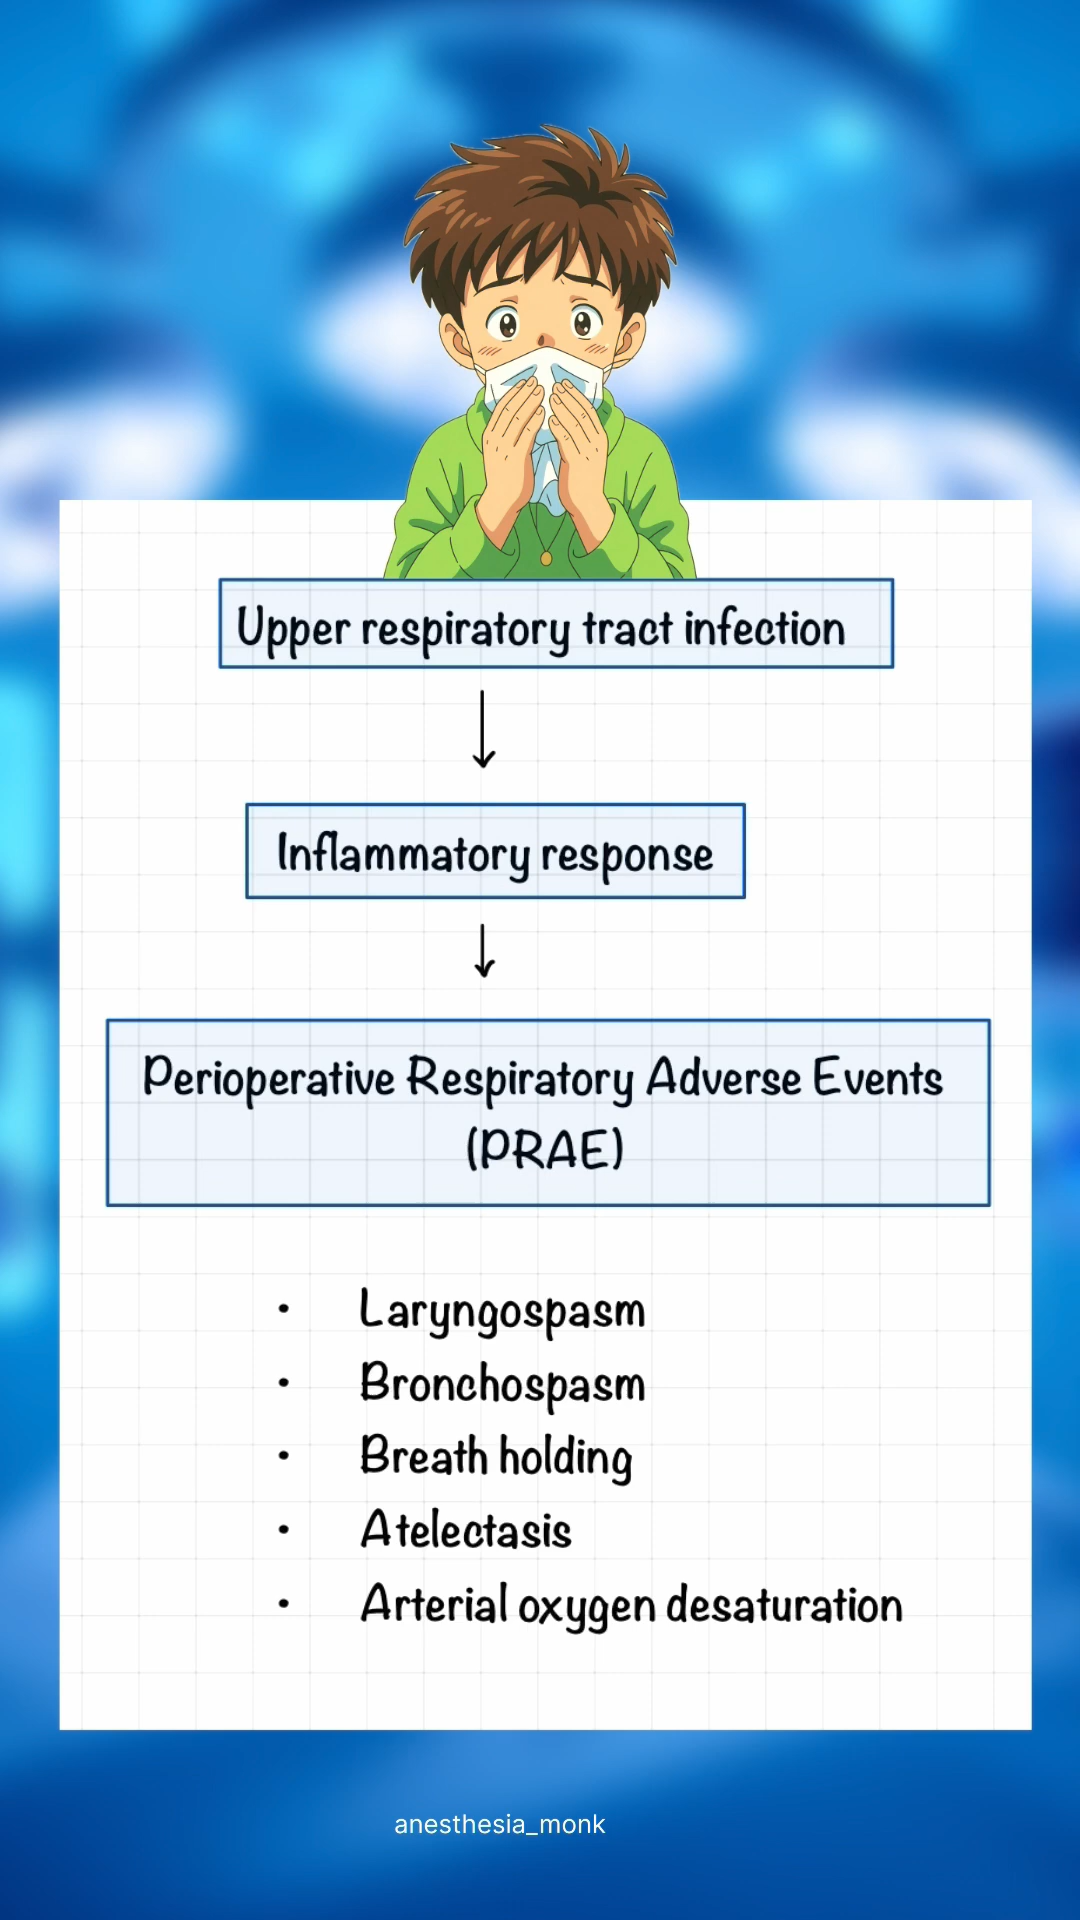 Upper respiratory tract infection
Inflammatory response
Perioperative Respiratory Adverse Events
(PRAE)
• Laryngospasm
• Bronchospasm
• Breath holding
• Atelectasis
• Arterial oxygen desaturation
anesthesia_monk